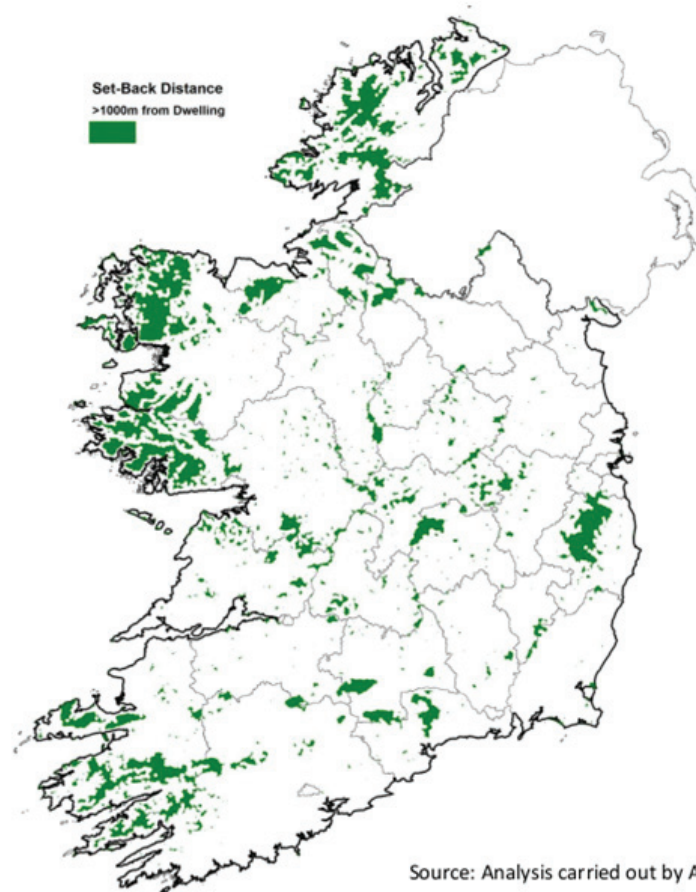 Set-Back Distance
>1000m from Dwelling
Source: Analysis carried out by